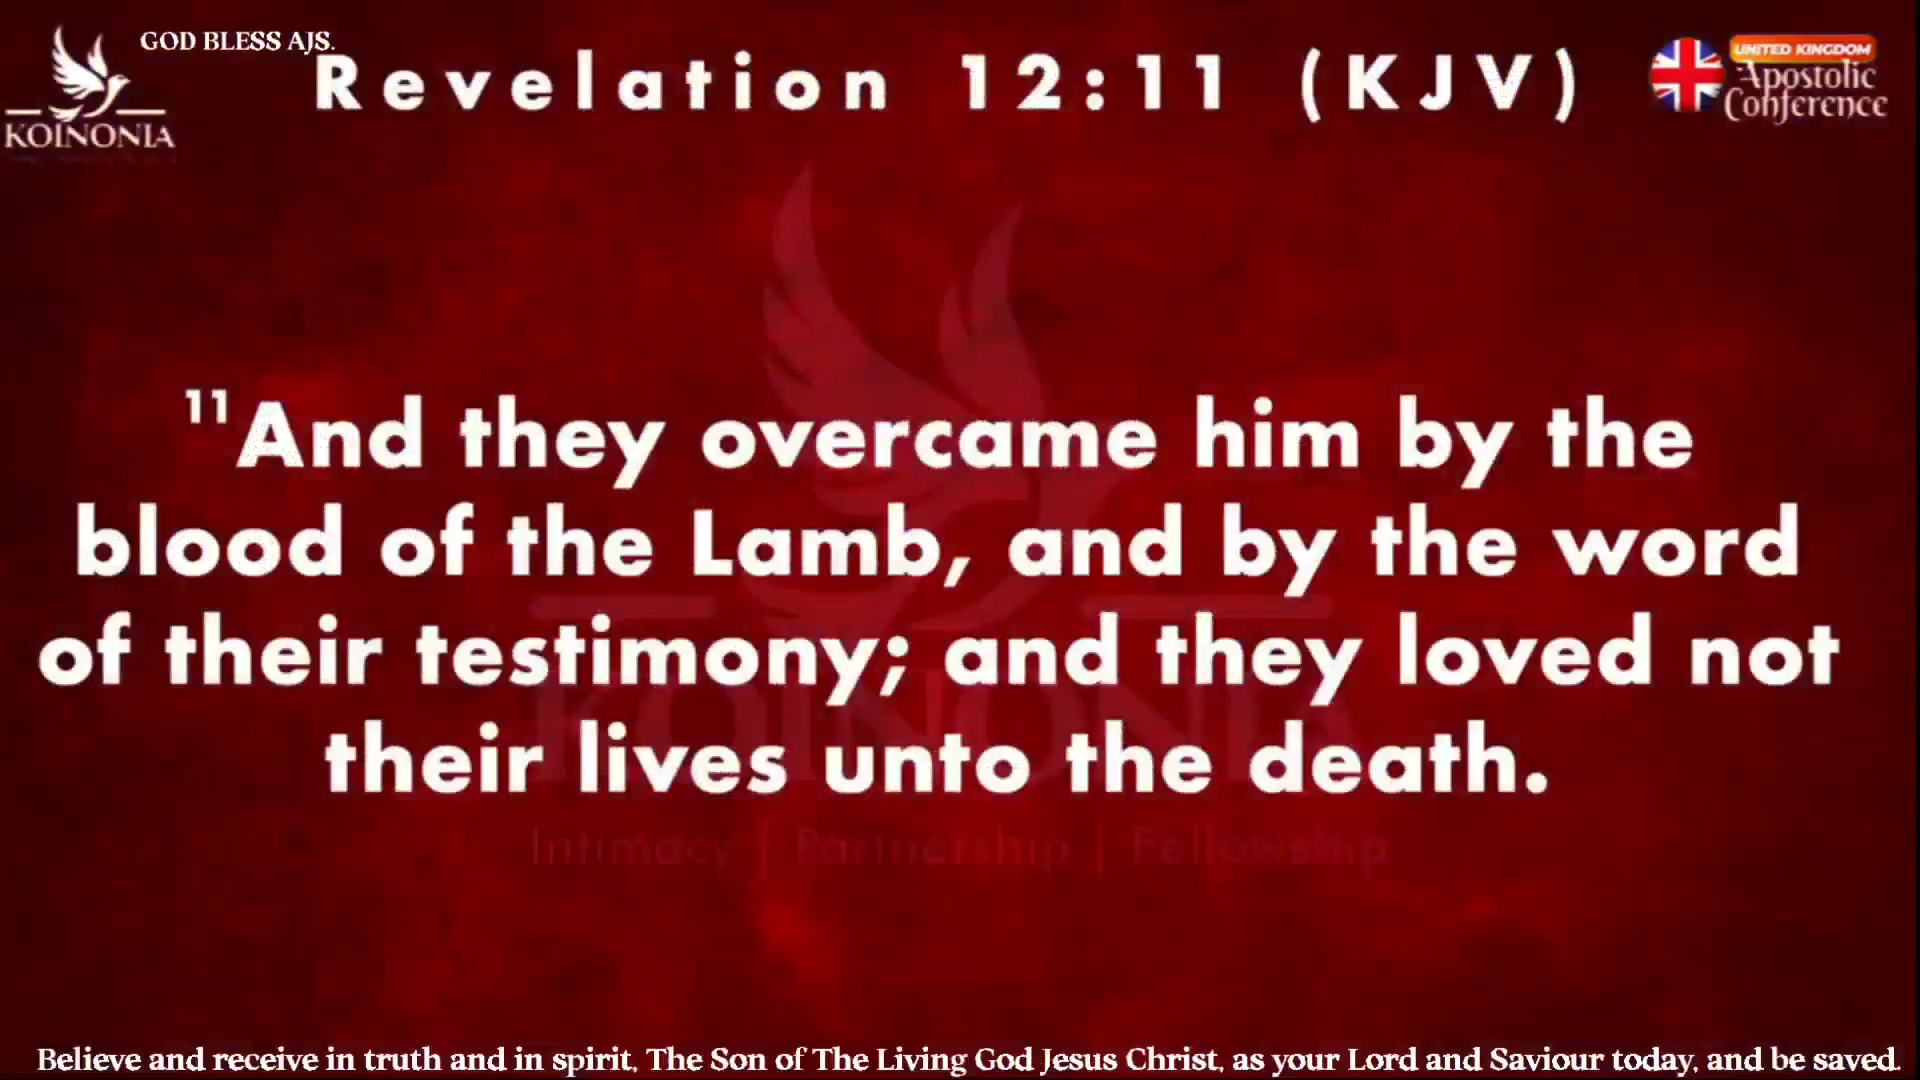 GOD BLESS AJS.
KOINONIA
Revelation 12:11 (KJV)
UNITED KINGDOM
Apostolic
Conference
11And they overcame him by the
blood of the Lamb, and by the word
of their testimony; and they loved not
their lives unto the death.
KOINONIA
Intimacy | Partnership | Fellowship
Believe and receive in truth and in spirit, The Son of The Living God Jesus Christ, as your Lord and Saviour today, and be saved.